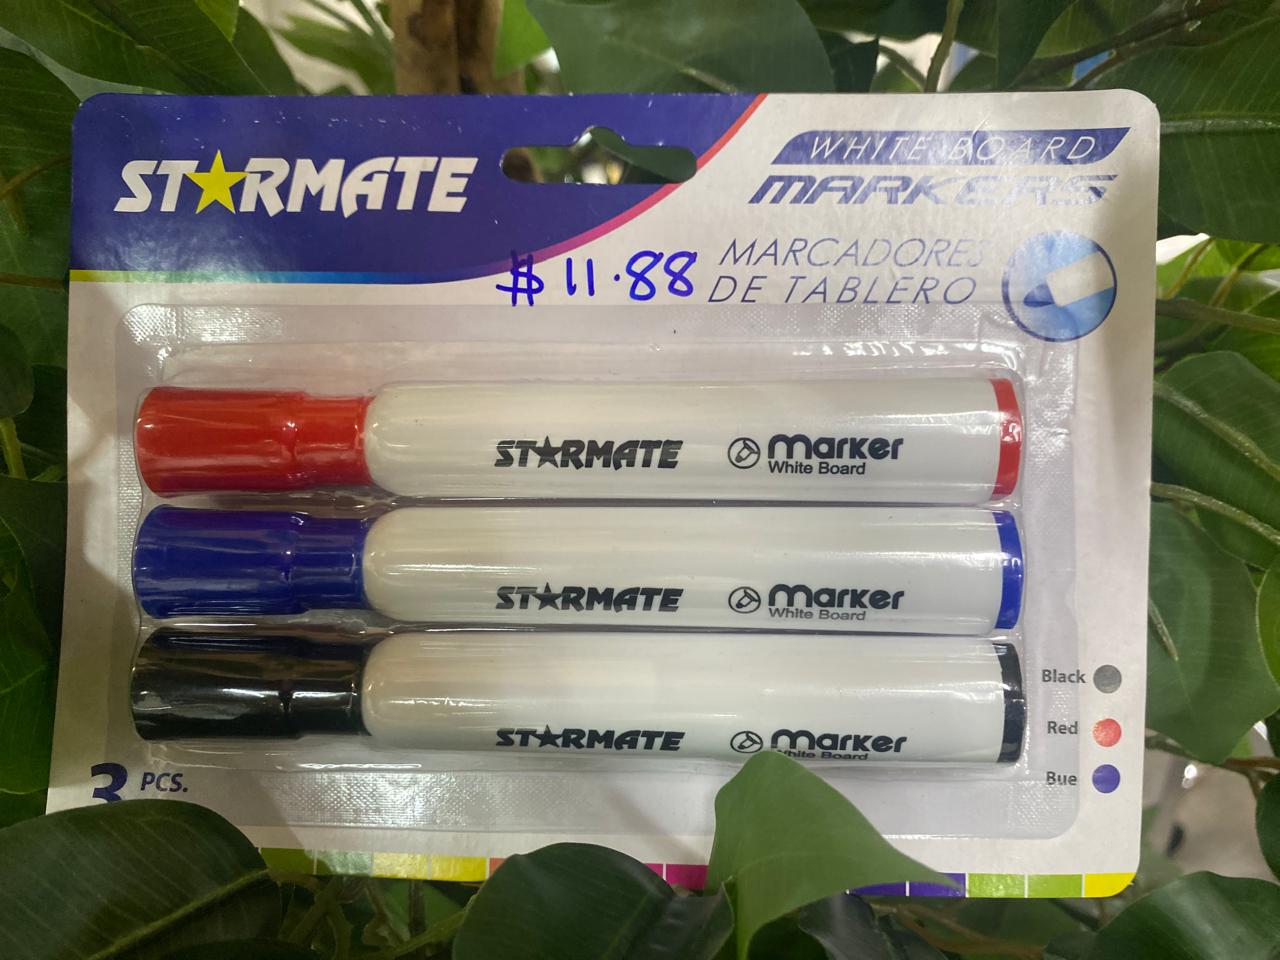 STARMATE
WHITE BOARD
MARKERS
MARCADORES
DE TABLERO
$ 11.88
STARMATE marker
White Board
STARMATE marker
White Board
STARMATE marker
White Board
Black
Red
Bue
3 PCS.